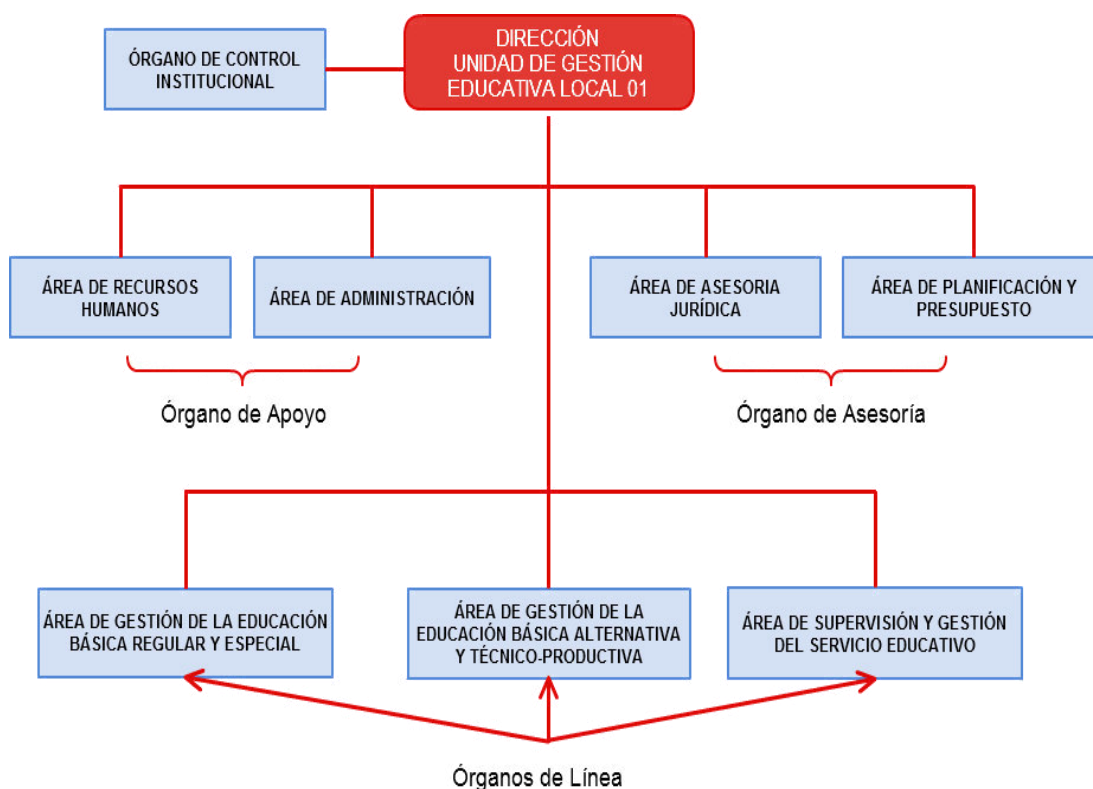 ÓRGANO DE CONTROL
INSTITUCIONAL
DIRECCIÓN
UNIDAD DE GESTIÓN
EDUCATIVA LOCAL 01
ÁREA DE RECURSOS
HUMANOS
ÁREA DE ADMINISTRACIÓN
ÁREA DE ASESORIA
JURÍDICA
ÁREA DE PLANIFICACIÓN Y
PRESUPUESTO
Órgano de Apoyo
Órgano de Asesoría
ÁREA DE GESTIÓN DE LA EDUCACIÓN
BÁSICA REGULAR Y ESPECIAL
ÁREA DE GESTIÓN DE LA
EDUCACIÓN BÁSICA ALTERNATIVA
Y TÉCNICO-PRODUCTIVA
ÁREA DE SUPERVISIÓN Y GESTIÓN
DEL SERVICIO EDUCATIVO
Órganos de Línea